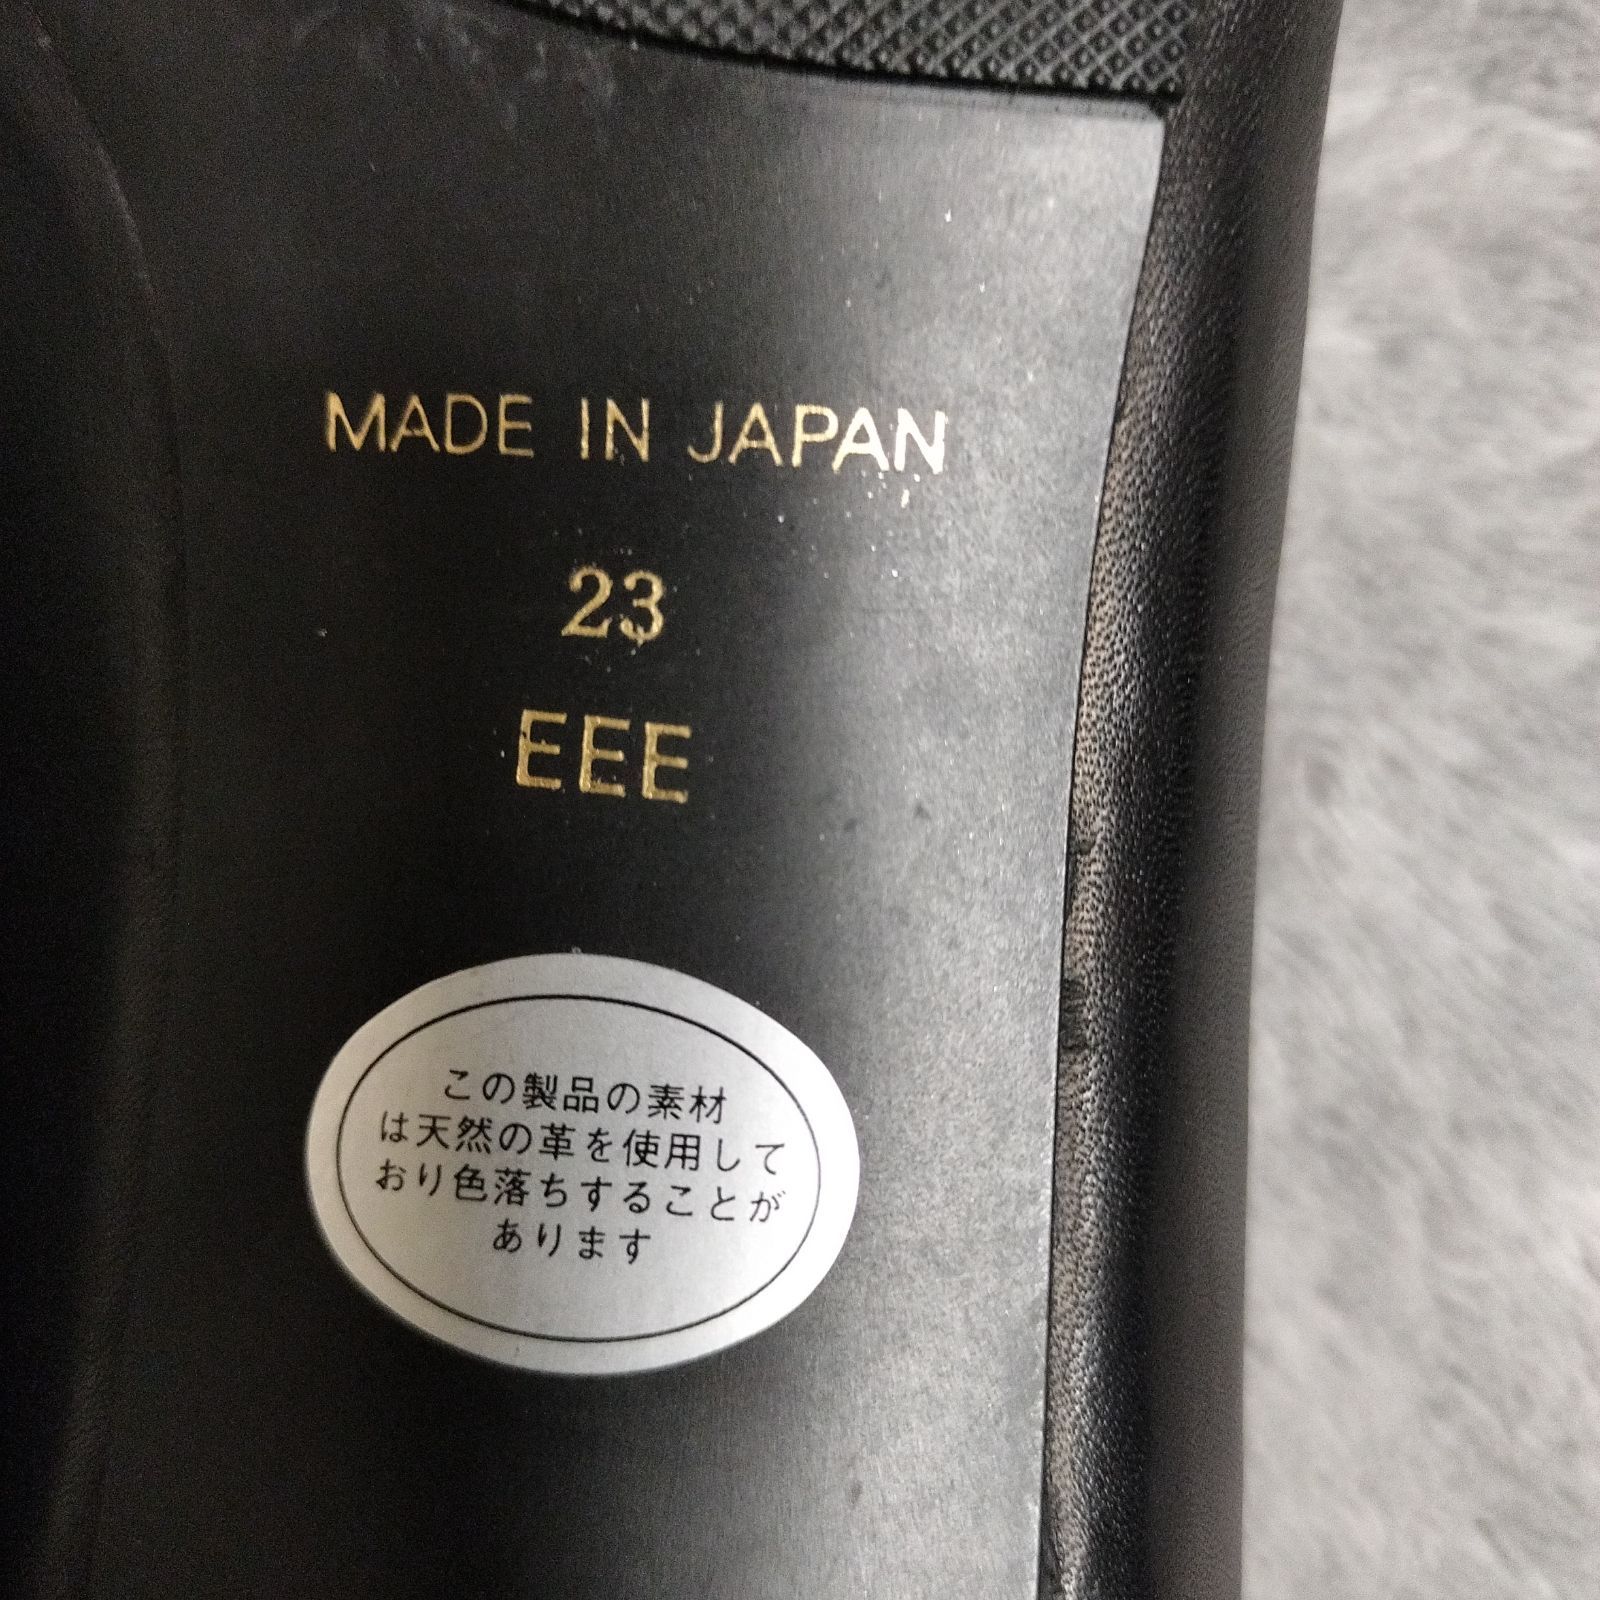 MADE IN JAPAN
23
EEE
この製品の素材
は天然の革を使用して
おり色落ちすることが
あります